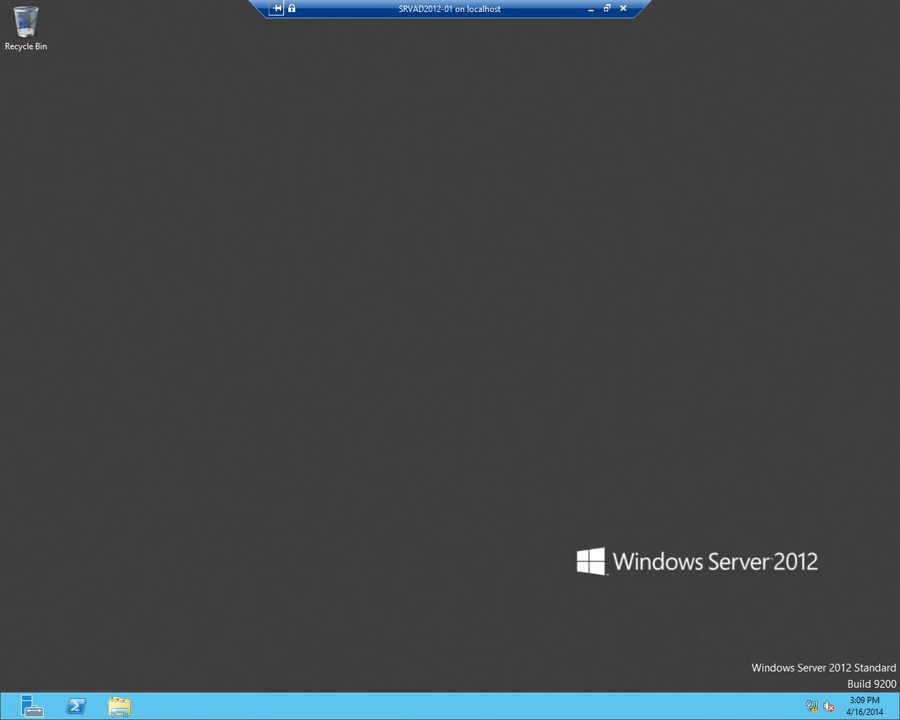 SRVAD2012-01 on localhost
Recycle Bin
Windows Server 2012
Windows Server 2012 Standard
Build 9200
3:09 PM
4/16/2014